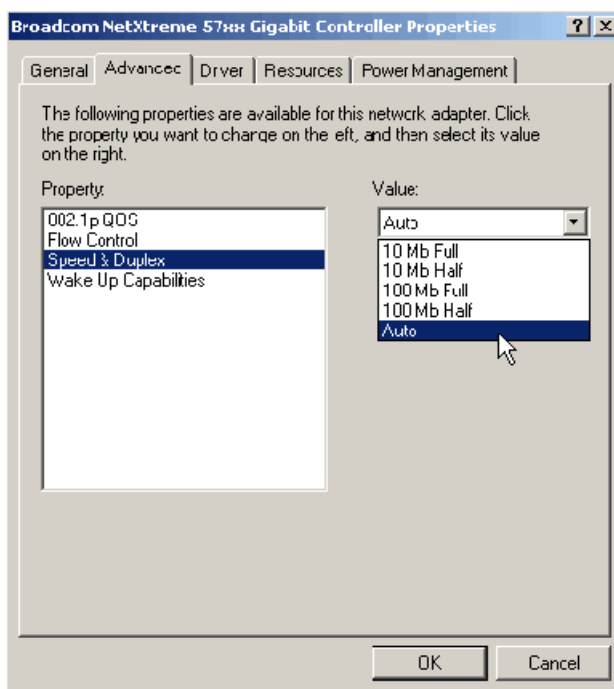 Broadcom NetXtreme 57xx Gigabit Controller Properties
General Advanced Driver Resources Power Management
The following properties are available for this network adapter. Click
the property you want to change on the left, and then select its value
on the right.
Property: Value:
802.1p QOS Auto
Flow Control 10 Mb Full
Speed & Duplex 10 Mb Half
Wake Up Capabilities 100 Mb Full
100 Mb Half
Auto
OK Cancel